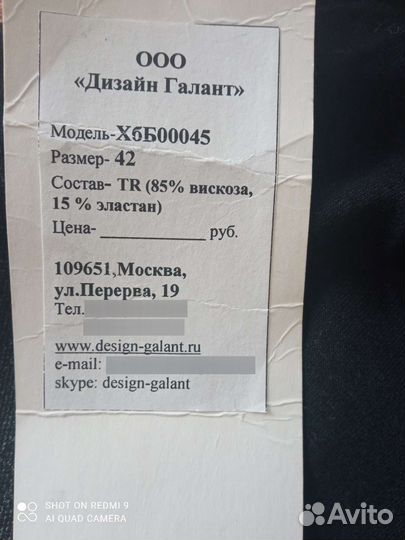 ООО
«Дизайн Галант»
Модель-ХбБ00045
Размер- 42
Состав- TR (85% вискоза,
15 % эластан)
Цена-____________ руб.
109651,Москва,
ул.Перерва, 19
Тел.
www.design-galant.ru
e-mail:
skype: design-galant
SHOT ON REDMI 9
AI QUAD CAMERA
Avito